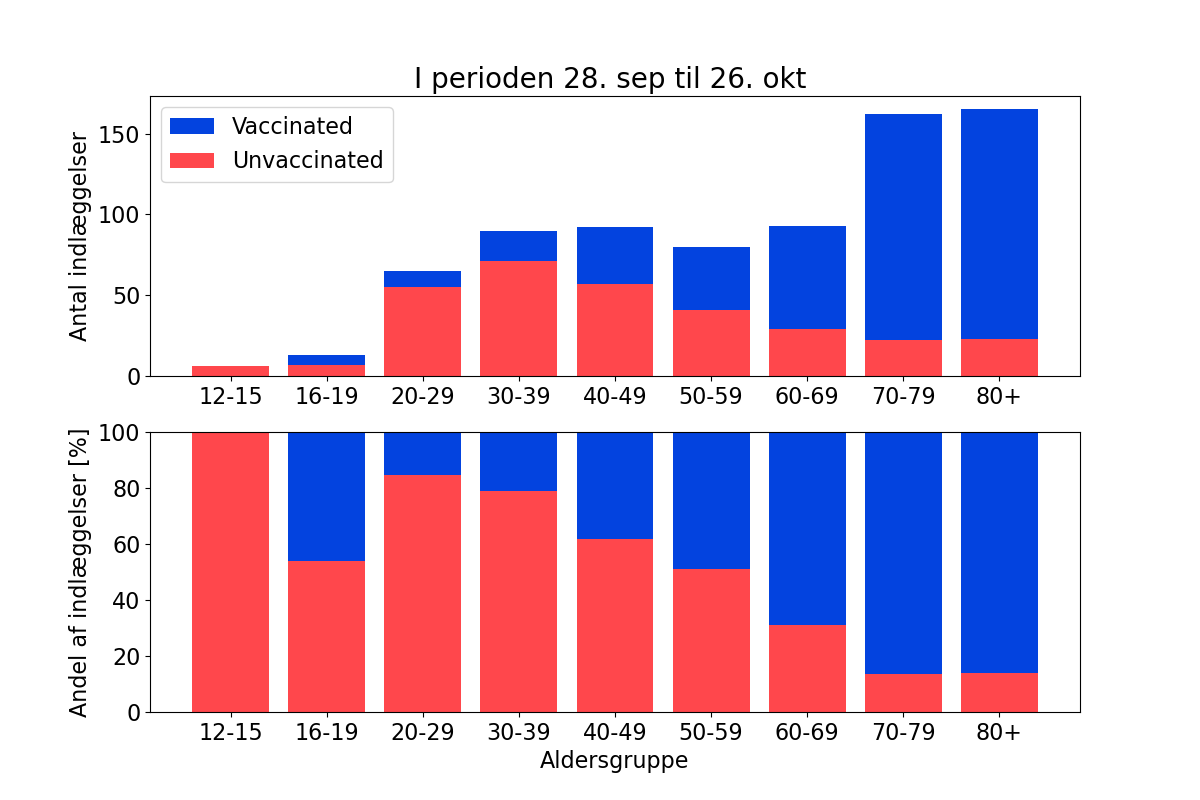 I perioden 28. sep til 26. okt
Vaccinated
Unvaccinated
Antal indlæggelser
150
100
50
0
12-15 16-19 20-29 30-39 40-49 50-59 60-69 70-79 80+
Andel af indlæggelser [%]
100
80
60
40
20
0
12-15 16-19 20-29 30-39 40-49 50-59 60-69 70-79 80+
Aldersgruppe